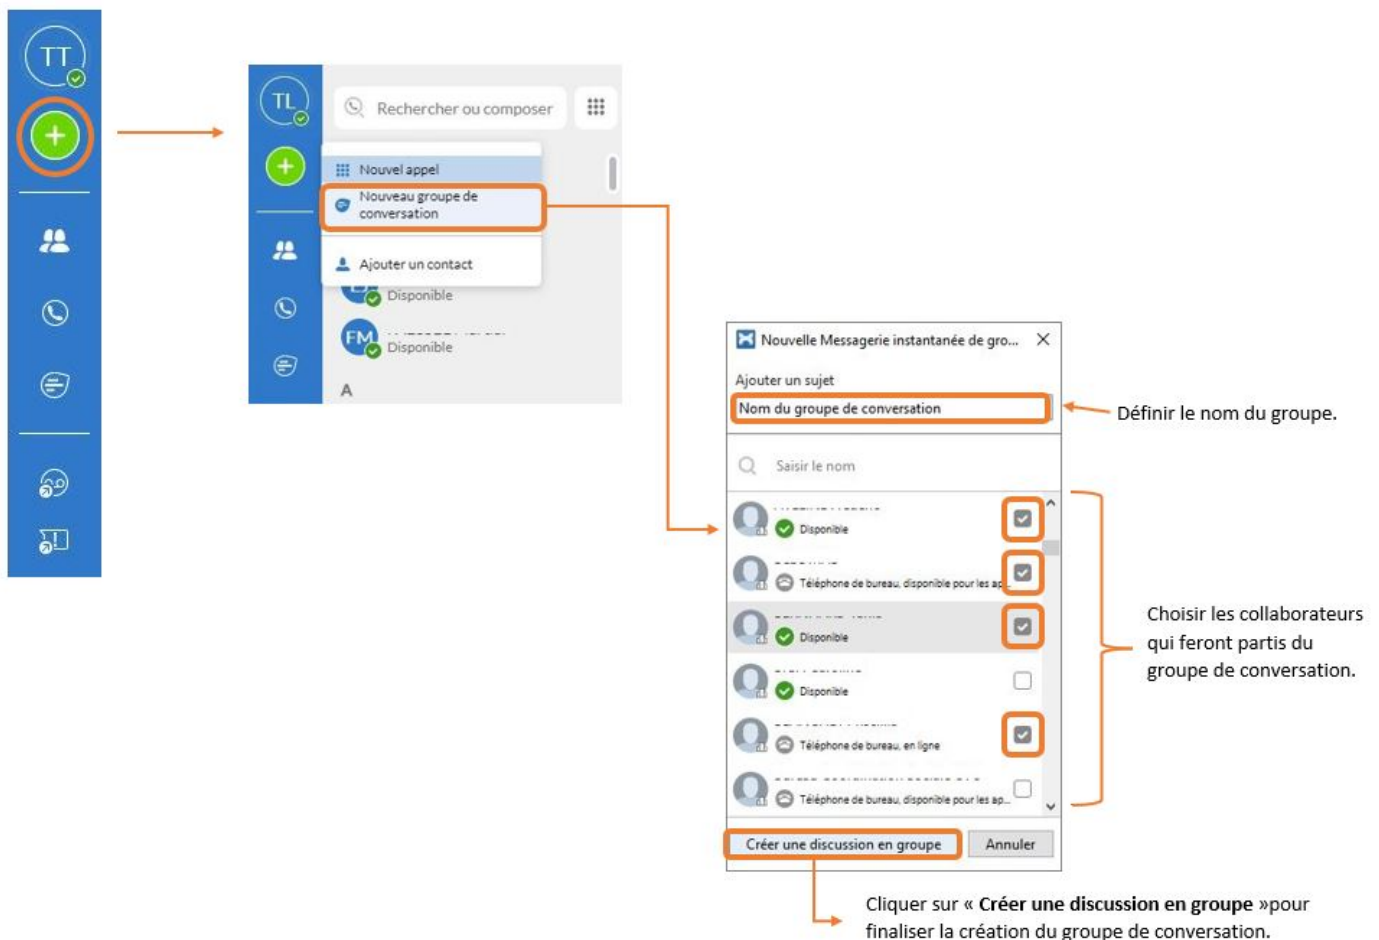 TT
TL
Rechercher ou composer
Nouvel appel
Nouveau groupe de
conversation
Ajouter un contact
Disponible
FM
Disponible
A
Nouvelle Messagerie instantanée de gro...
Ajouter un sujet
Nom du groupe de conversation
Définir le nom du groupe.
Saisir le nom
Disponible
Téléphone de bureau, disponible pour les ap...
Disponible
Disponible
Téléphone de bureau, en ligne
Téléphone de bureau, disponible pour les ap...
Choisir les collaborateurs
qui feront partis du
groupe de conversation.
Créer une discussion en groupe
Annuler
Cliquer sur « Créer une discussion en groupe »pour
finaliser la création du groupe de conversation.